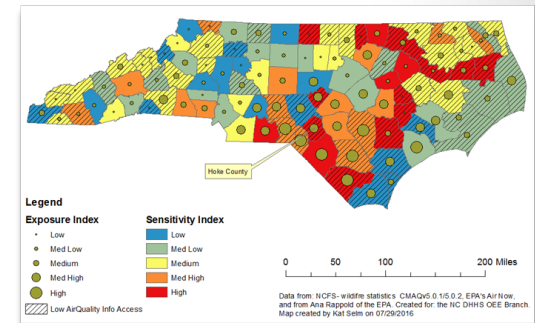 Hoke County
Legend
Exposure Index
Low
Med Low
Medium
Med High
High
Low AirQuality Info Access
Sensitivity Index
Low
Med Low
Medium
Med High
High
0 50 100 200 Miles
Data from: NCFS- wildfire statistics CMAQv5.0.1/5.0.2, EPA's Air Now,
and from Ana Rappold of the EPA. Created for: the NC DHHS OEE Branch.
Map created by Kat Selm on 07/29/2016